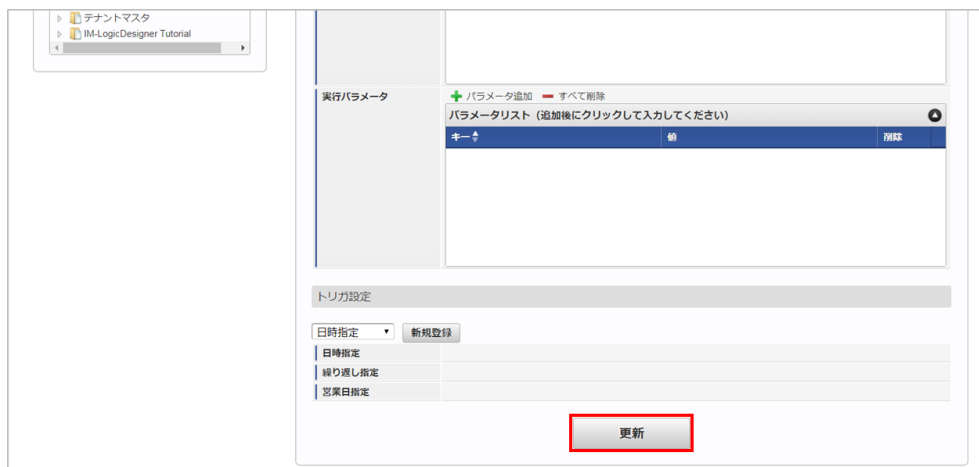 テナントマスタ
IM-LogicDesigner Tutorial
実行パラメータ
パラメータ追加 すべて削除
パラメータリスト（追加後にクリックして入力してください）
キー 値 削除
トリガ設定
日時指定 新規登録
日時指定
繰り返し指定
営業日指定
更新